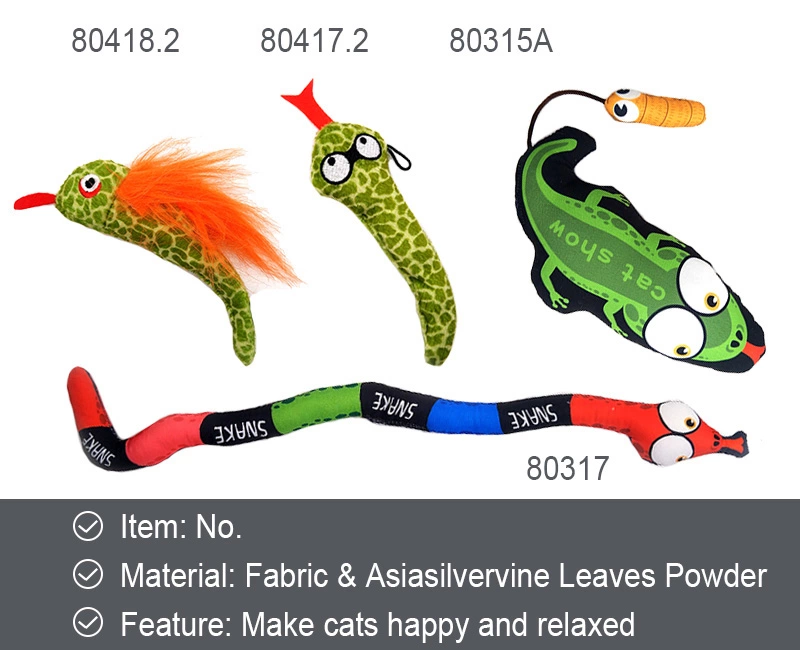 80418.2
80417.2
80315A
cat show
SNAKE
SNAKE
SNAKE
SNAKE
80317
Item: No.
Material: Fabric & Asiasilvervine Leaves Powder
Feature: Make cats happy and relaxed